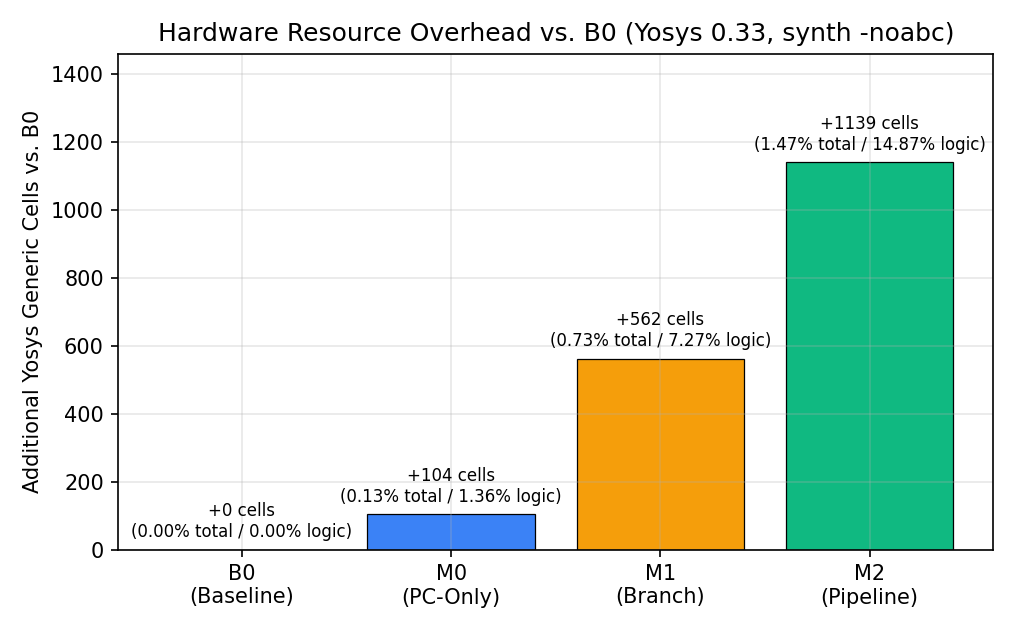 Hardware Resource Overhead vs. B0 (Yosys 0.33, synth -noabc)
Additional Yosys Generic Cells vs. B0
1400
1200
1000
800
600
400
200
0
+0 cells
(0.00% total / 0.00% logic)
+104 cells
(0.13% total / 1.36% logic)
+562 cells
(0.73% total / 7.27% logic)
+1139 cells
(1.47% total / 14.87% logic)
B0
(Baseline)
M0
(PC-Only)
M1
(Branch)
M2
(Pipeline)